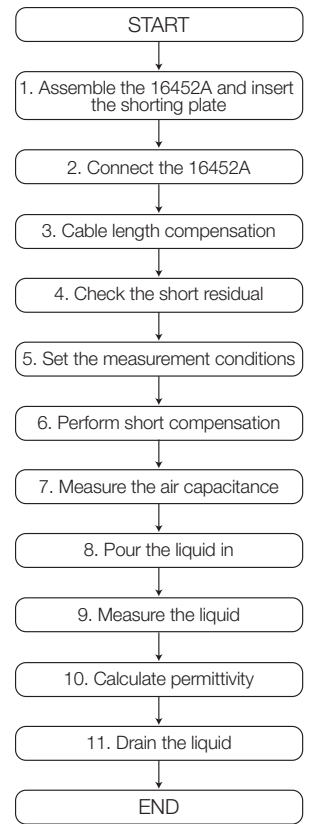 START
1. Assemble the 16452A and insert
the shorting plate
2. Connect the 16452A
3. Cable length compensation
4. Check the short residual
5. Set the measurement conditions
6. Perform short compensation
7. Measure the air capacitance
8. Pour the liquid in
9. Measure the liquid
10. Calculate permittivity
11. Drain the liquid
END